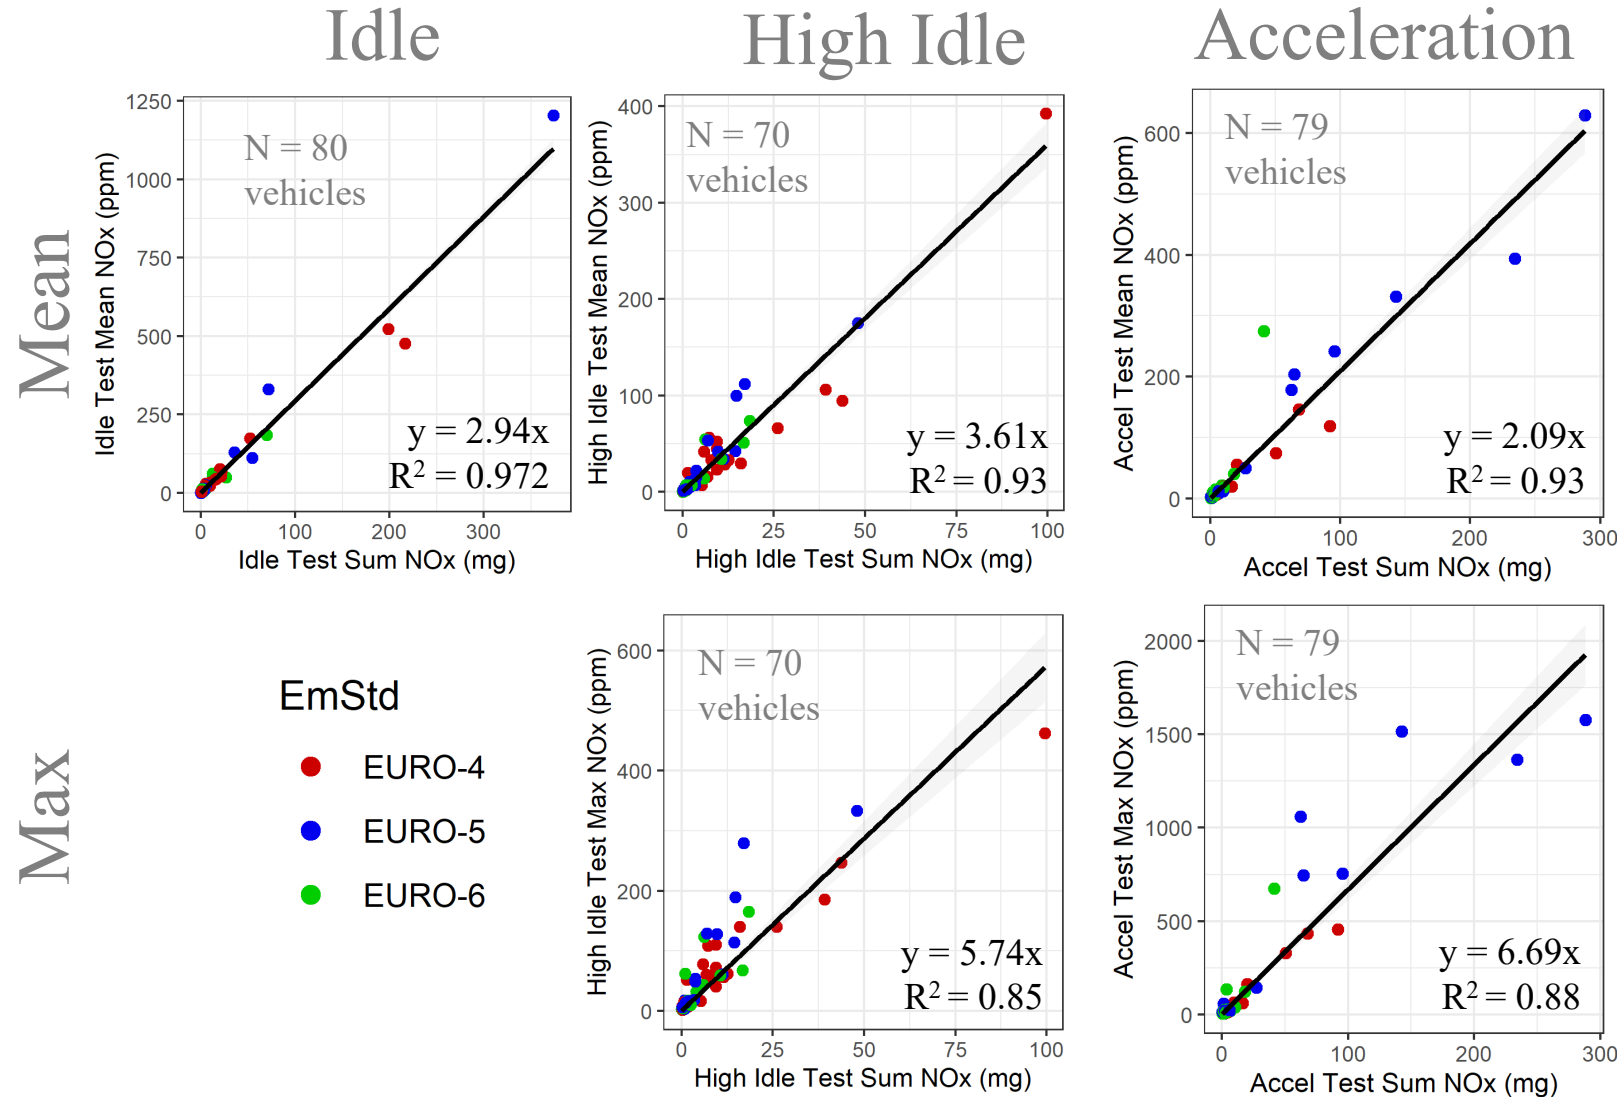 Idle
High Idle
Acceleration
Mean
Idle Test Mean NOx (ppm)
1250
1000
750
500
250
0
N = 80
vehicles
y = 2.94x
R² = 0.972
0 100 200 300
Idle Test Sum NOx (mg)
High Idle Test Mean NOx (ppm)
400
300
200
100
0
N = 70
vehicles
y = 3.61x
R² = 0.93
0 25 50 75 100
High Idle Test Sum NOx (mg)
Accel Test Mean NOx (ppm)
600
400
200
0
N = 79
vehicles
y = 2.09x
R² = 0.93
0 100 200 300
Accel Test Sum NOx (mg)
Max
EmStd
EURO-4
EURO-5
EURO-6
High Idle Test Max NOx (ppm)
600
400
200
0
N = 70
vehicles
y = 5.74x
R² = 0.85
0 25 50 75 100
High Idle Test Sum NOx (mg)
Accel Test Max NOx (ppm)
2000
1500
1000
500
0
N = 79
vehicles
y = 6.69x
R² = 0.88
0 100 200 300
Accel Test Sum NOx (mg)